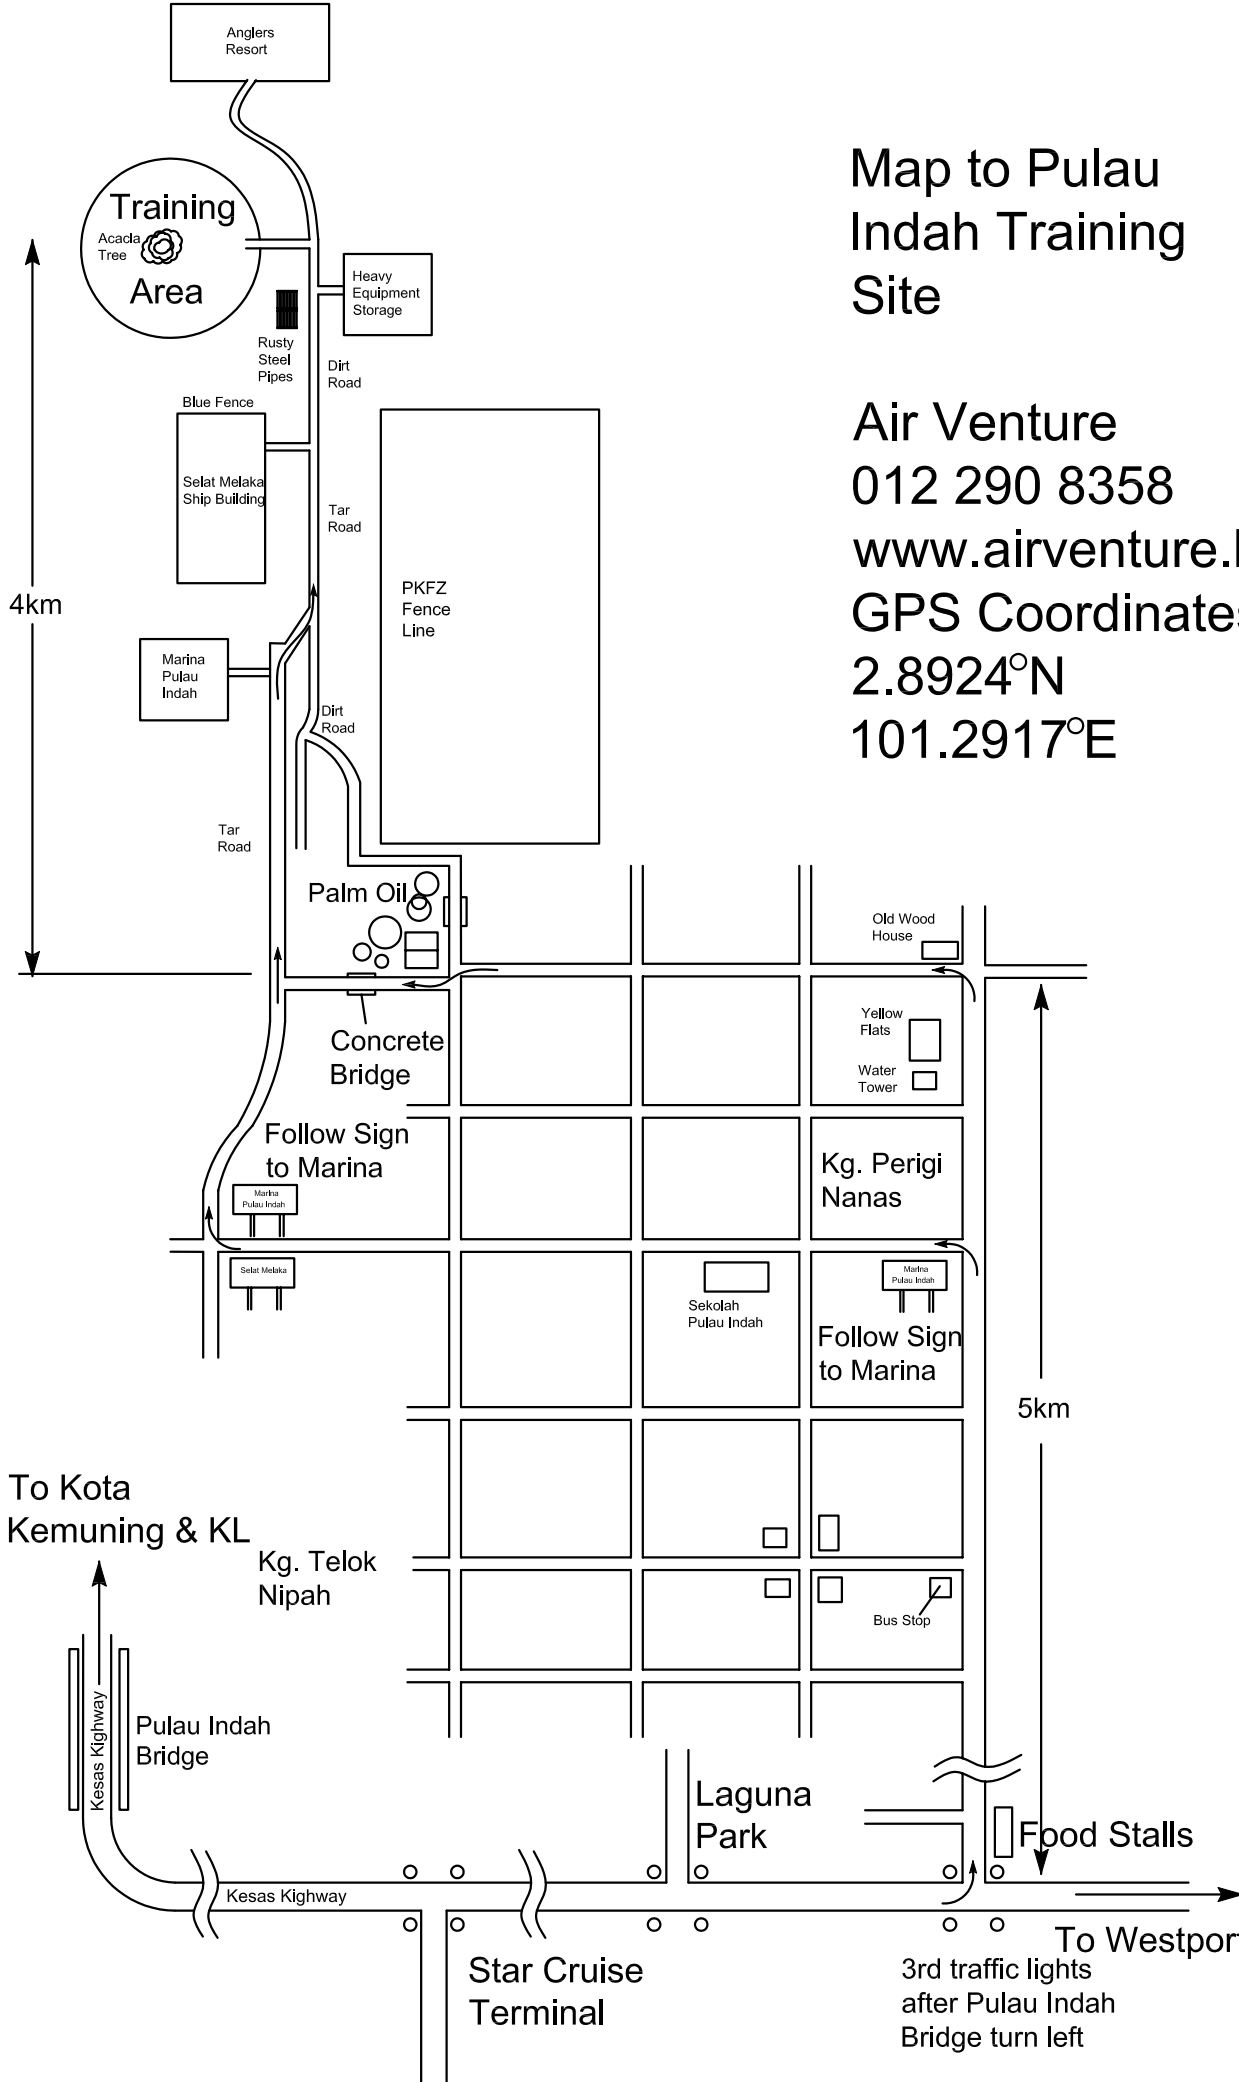 Anglers
Resort
Map to Pulau
Indah Training
Site
Training
Acacia
Tree
Area
Heavy
Equipment
Storage
Rusty
Steel
Pipes
Dirt
Road
Blue Fence
Air Venture
012 290 8358
www.airventure.
GPS Coordinates
2.8924°N
101.2917°E
Selat Melaka
Ship Building
Tar
Road
PKFZ
Fence
Line
4km
Marina
Pulau
Indah
Dirt
Road
Tar
Road
Palm Oil
Old Wood
House
Concrete
Bridge
Yellow
Flats
Water
Tower
Follow Sign
to Marina
Marina
Pulau Indah
Kg. Perigi
Nanas
Selat Melaka
Marina
Pulau Indah
Sekolah
Pulau Indah
Follow Sign
to Marina
5km
To Kota
Kemuning & KL
Kg. Telok
Nipah
Bus Stop
Kesas Kighway
Pulau Indah
Bridge
Laguna
Park
Food Stalls
Kesas Kighway
To Westport
Star Cruise
Terminal
3rd traffic lights
after Pulau Indah
Bridge turn left